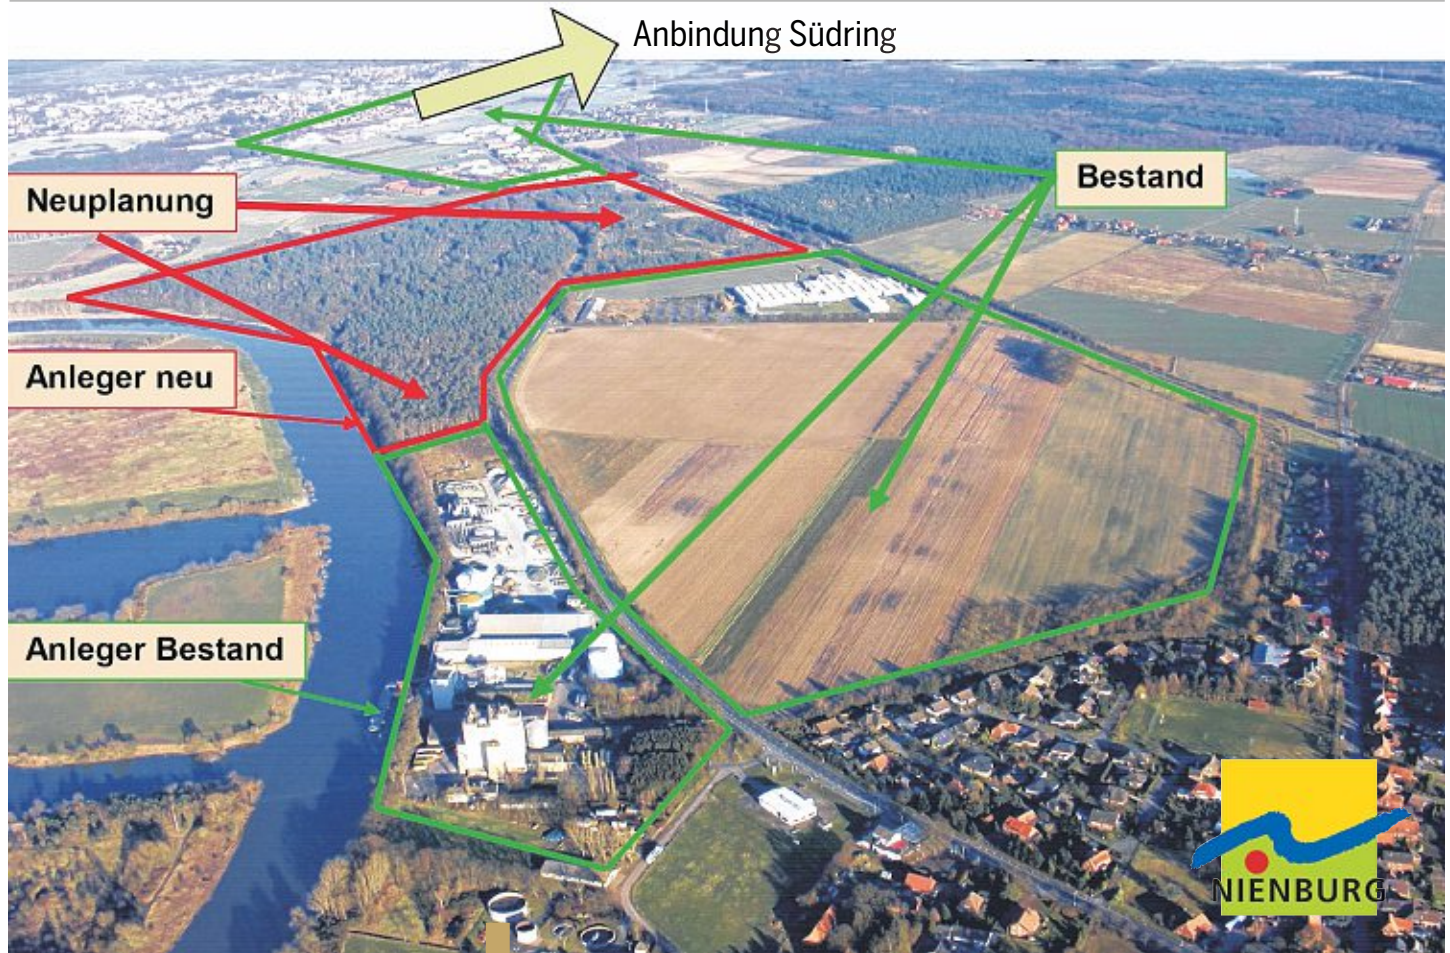 Anbindung Südring
Neuplanung
Bestand
Anleger neu
Anleger Bestand
NIENBURG